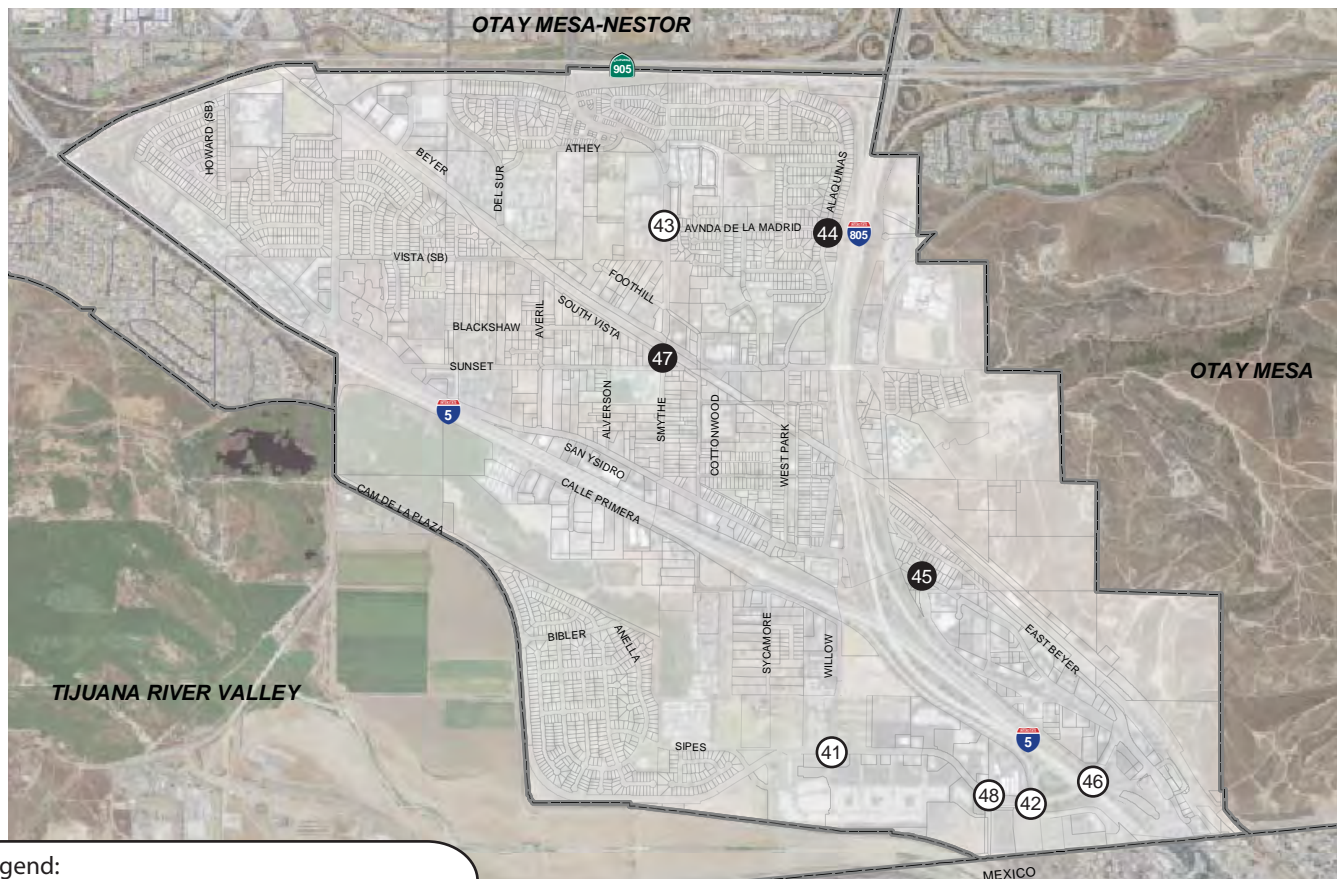 OTAY MESA-NESTOR
905
HOWARD (SB)
BEYER
DEL SUR
ATHEY
ALAQUINAS
43
AVNDA DE LA MADRID
44
805
VISTA (SB)
FOOTHILL
SOUTH VISTA
AVERIL
BLACKSHAW
47
SUNSET
OTAY MESA
5
ALVERSON
SMYTHE
COTTONWOOD
WEST PARK
SAN YSIDRO
CALLE PRIMERA
CAM DE LA PLAZA
45
BIBLER
ANELLA
SYCAMORE
WILLOW
EAST BEYER
TIJUANA RIVER VALLEY
SIPES
41
5
48
42
46
MEXICO
gend: